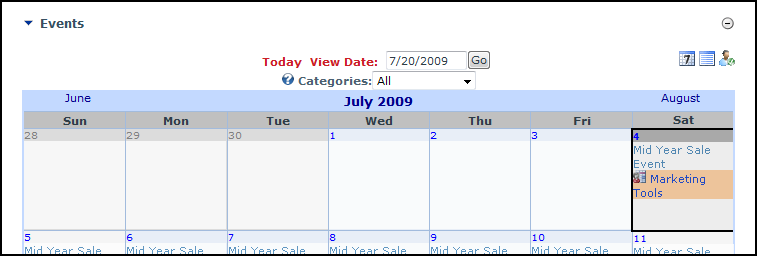 Events
Today View Date: 7/20/2009 Go
Categories: All
7
June July 2009 August
Sun Mon Tue Wed Thu Fri Sat
28 29 30 1 2 3 4
Mid Year Sale
Event
Marketing
Tools
5 6 7 8 9 10 11
Mid Year Sale Mid Year Sale Mid Year Sale Mid Year Sale Mid Year Sale Mid Year Sale Mid Year Sale